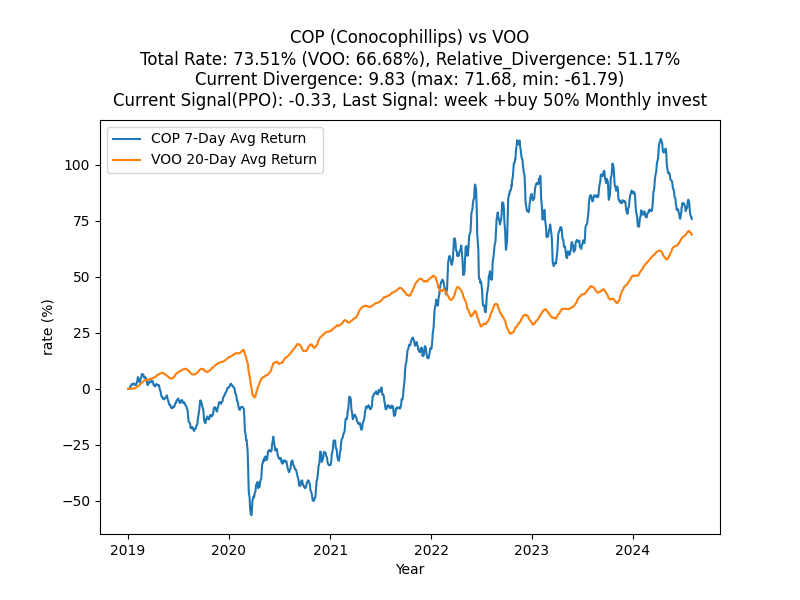 COP (Conocophillips) vs VOO
Total Rate: 73.51% (VOO: 66.68%), Relative_Divergence: 51.17%
Current Divergence: 9.83 (max: 71.68, min: -61.79)
Current Signal(PPO): -0.33, Last Signal: week +buy 50% Monthly invest
COP 7-Day Avg Return
VOO 20-Day Avg Return
100
75
50
25
0
−25
−50
rate (%)
2019 2020 2021 2022 2023 2024
Year